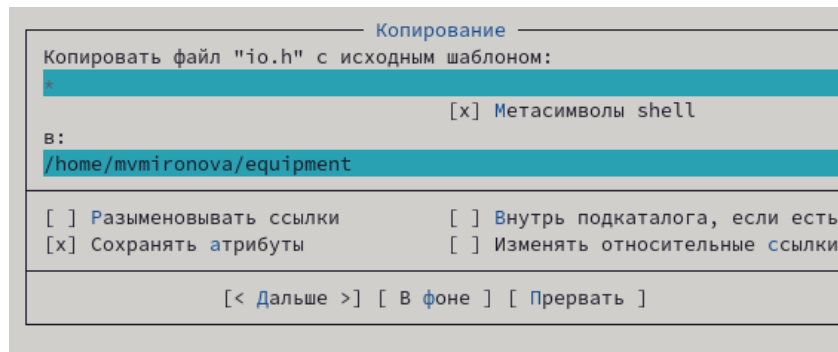 Копирование
Копировать файл "io.h" с исходным шаблоном:
*
[x] Метасимволы shell
в:
/home/mvmironova/equipment
[ ] Разыменовывать ссылки [ ] Внутрь подкаталога, если есть
[x] Сохранять атрибуты [ ] Изменять относительные ссылки
[< Дальше >] [ В фоне ] [ Прервать ]